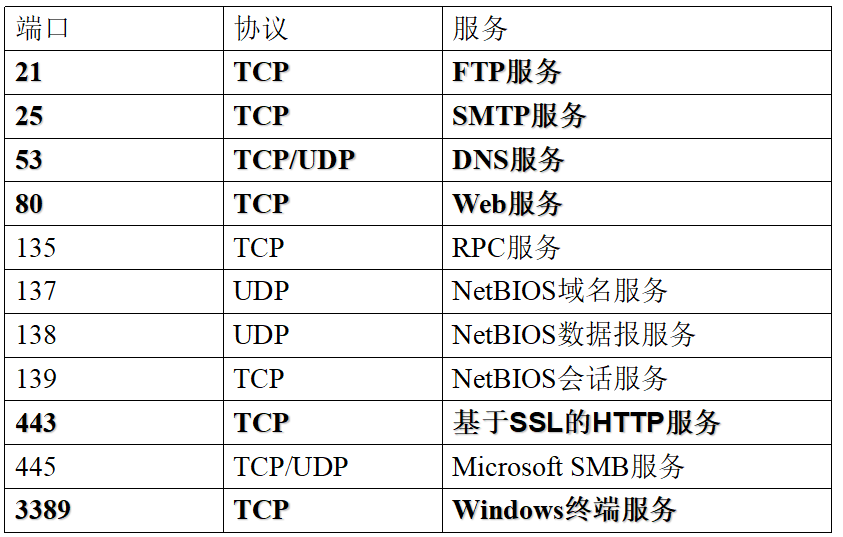 端口 协议 服务
21 TCP FTP服务
25 TCP SMTP服务
53 TCP/UDP DNS服务
80 TCP Web服务
135 TCP RPC服务
137 UDP NetBIOS域名服务
138 UDP NetBIOS数据报服务
139 TCP NetBIOS会话服务
443 TCP 基于SSL的HTTP服务
445 TCP/UDP Microsoft SMB服务
3389 TCP Windows终端服务